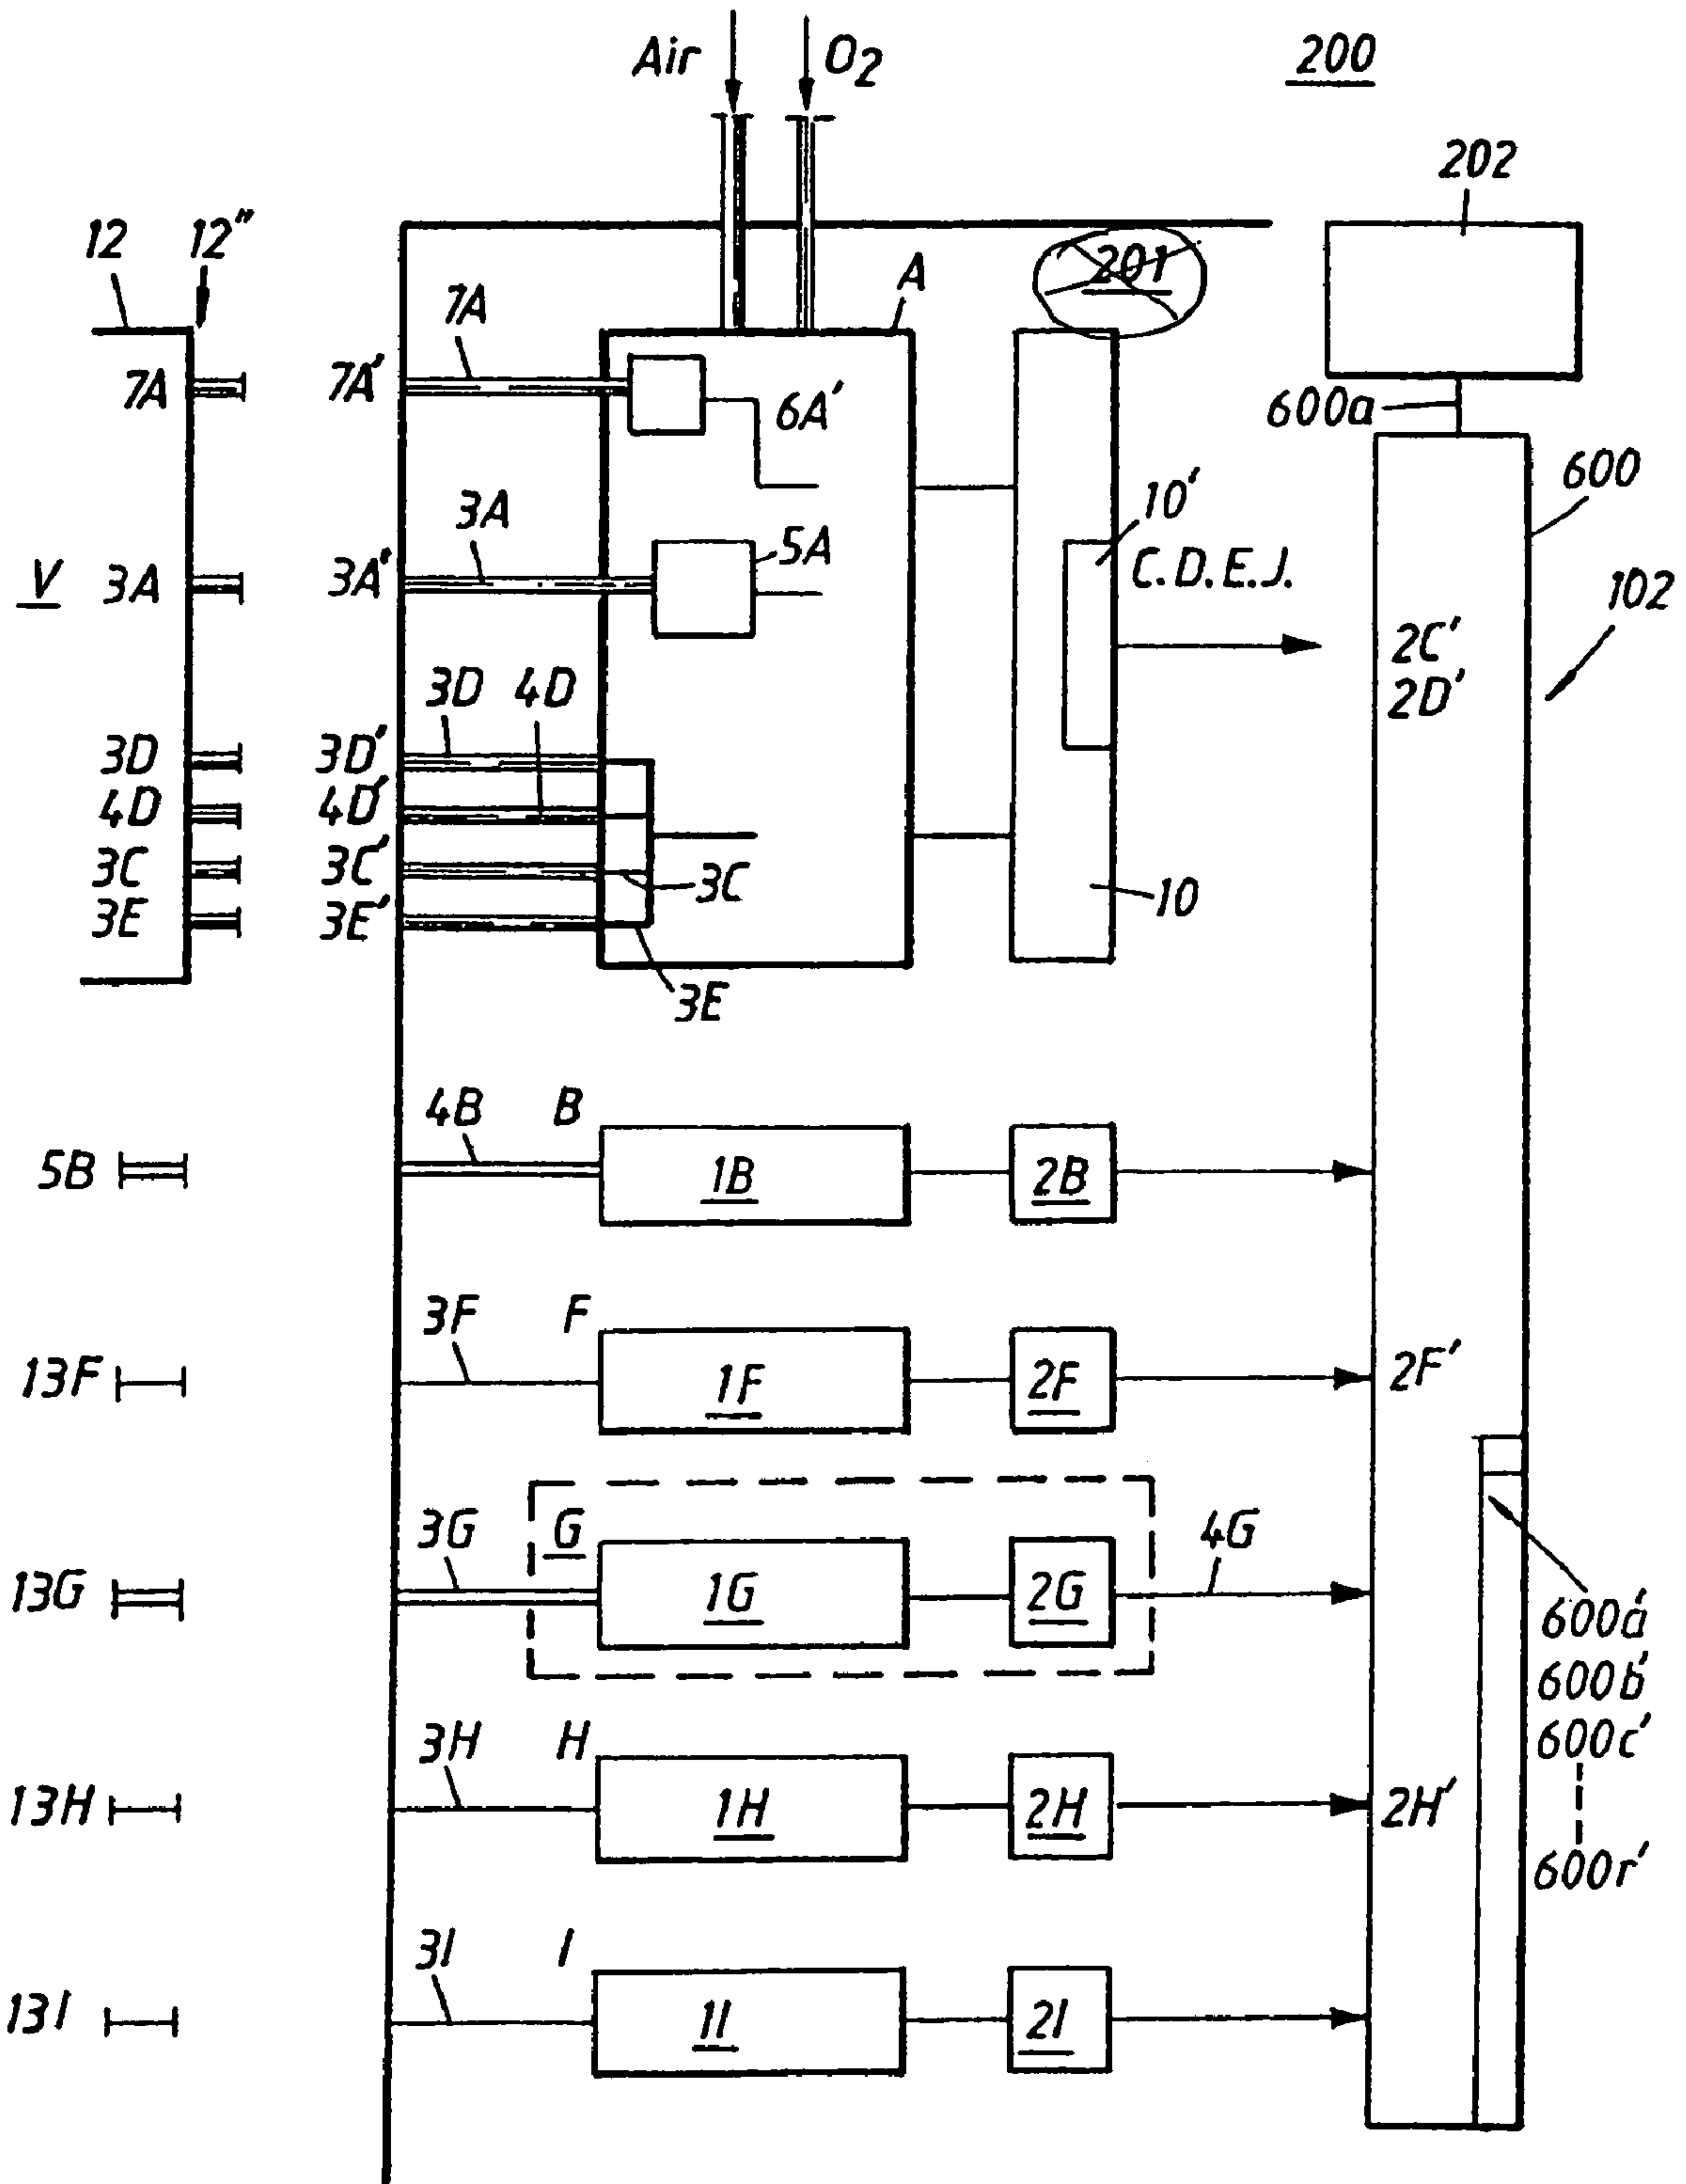 Air O2 200
202
12 12" 201
A
7A
7A 7A' 6A' 600a
600
3A 10'
5A C.D.E.J.
V 3A 3A' 102
2C'
3D 4D 2D'
3D 3D'
4D 4D'
3C 3C' 3C 10
3E 3E'
3E
4B B
5B 1B 2B
3F F
13F 1F 2F 2F'
3G G 4G
13G 1G 2G
600a'
600b'
3H H 600c'
13H 1H 2H 2H'
600r'
3I I
13I 1I 2I